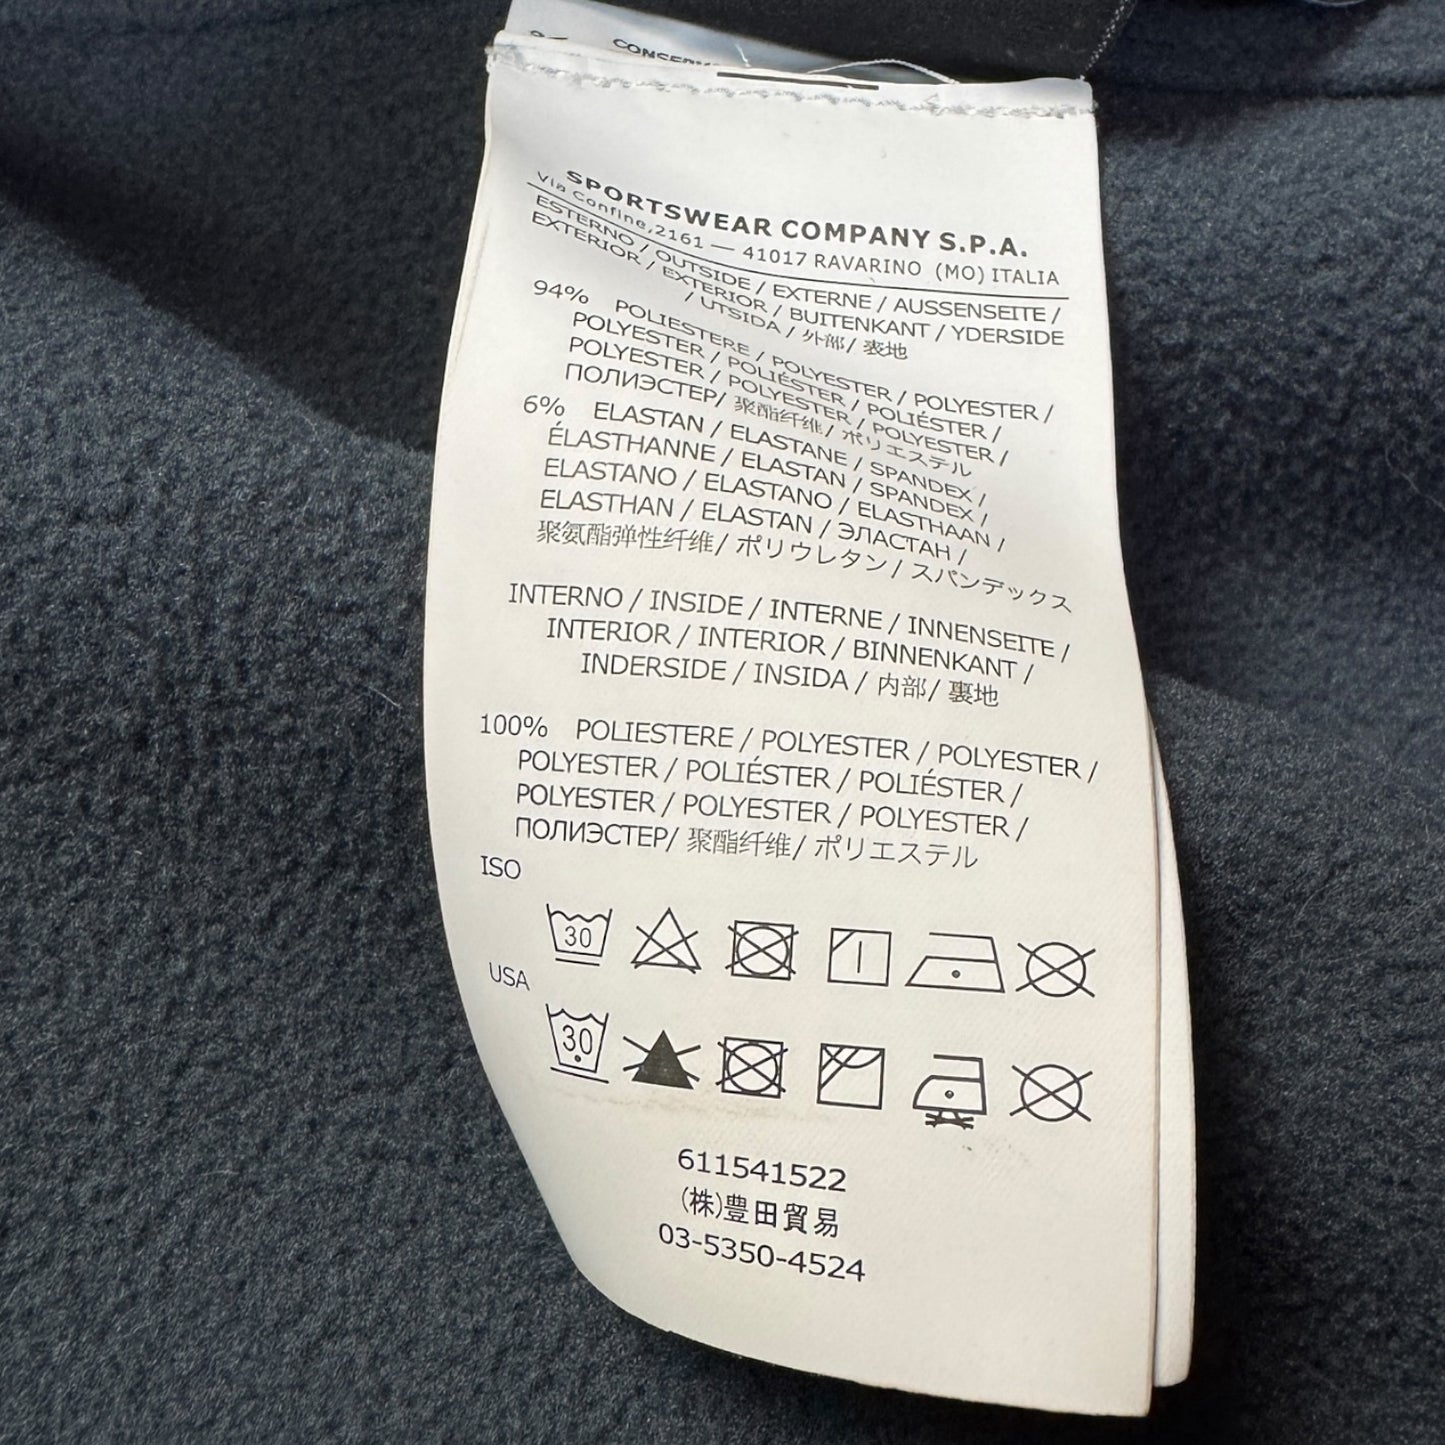 SPORTSWEAR COMPANY S.P.A.
Via Confine,2161 — 41017 RAVARINO (MO) ITALIA
ESTERNO / OUTSIDE / EXTERNE / AUSSENSEITE /
EXTERIOR / EXTERIOR / BUITENKANT / YDERSIDE
/ UTSIDA / 外部/ 表地
94% POLIESTERE / POLYESTER / POLYESTER /
POLYESTER / POLIÉSTER / POLIÉSTER /
POLYESTER / POLYESTER / POLYESTER /
ПОЛИЭСТЕР/ 聚酯纤维/ ポリエステル
6% ELASTAN / ELASTANE / SPANDEX /
ÉLASTHANNE / ELASTAN / SPANDEX /
ELASTANO / ELASTANO / ELASTHAAN /
ELASTHAN / ELASTAN / ЭЛАСТАН /
聚氨酯弹性纤维/ ポリウレタン / スパンデックス
INTERNO / INSIDE / INTERNE / INNENSEITE /
INTERIOR / INTERIOR / BINNENKANT /
INDERSIDE / INSIDA / 内部/ 裏地
100% POLIESTERE / POLYESTER / POLYESTER /
POLYESTER / POLIÉSTER / POLIÉSTER /
POLYESTER / POLYESTER / POLYESTER /
ПОЛИЭСТЕР/ 聚酯纤维/ ポリエステル
ISO
30
USA
30
611541522
(株)豊田貿易
03-5350-4524